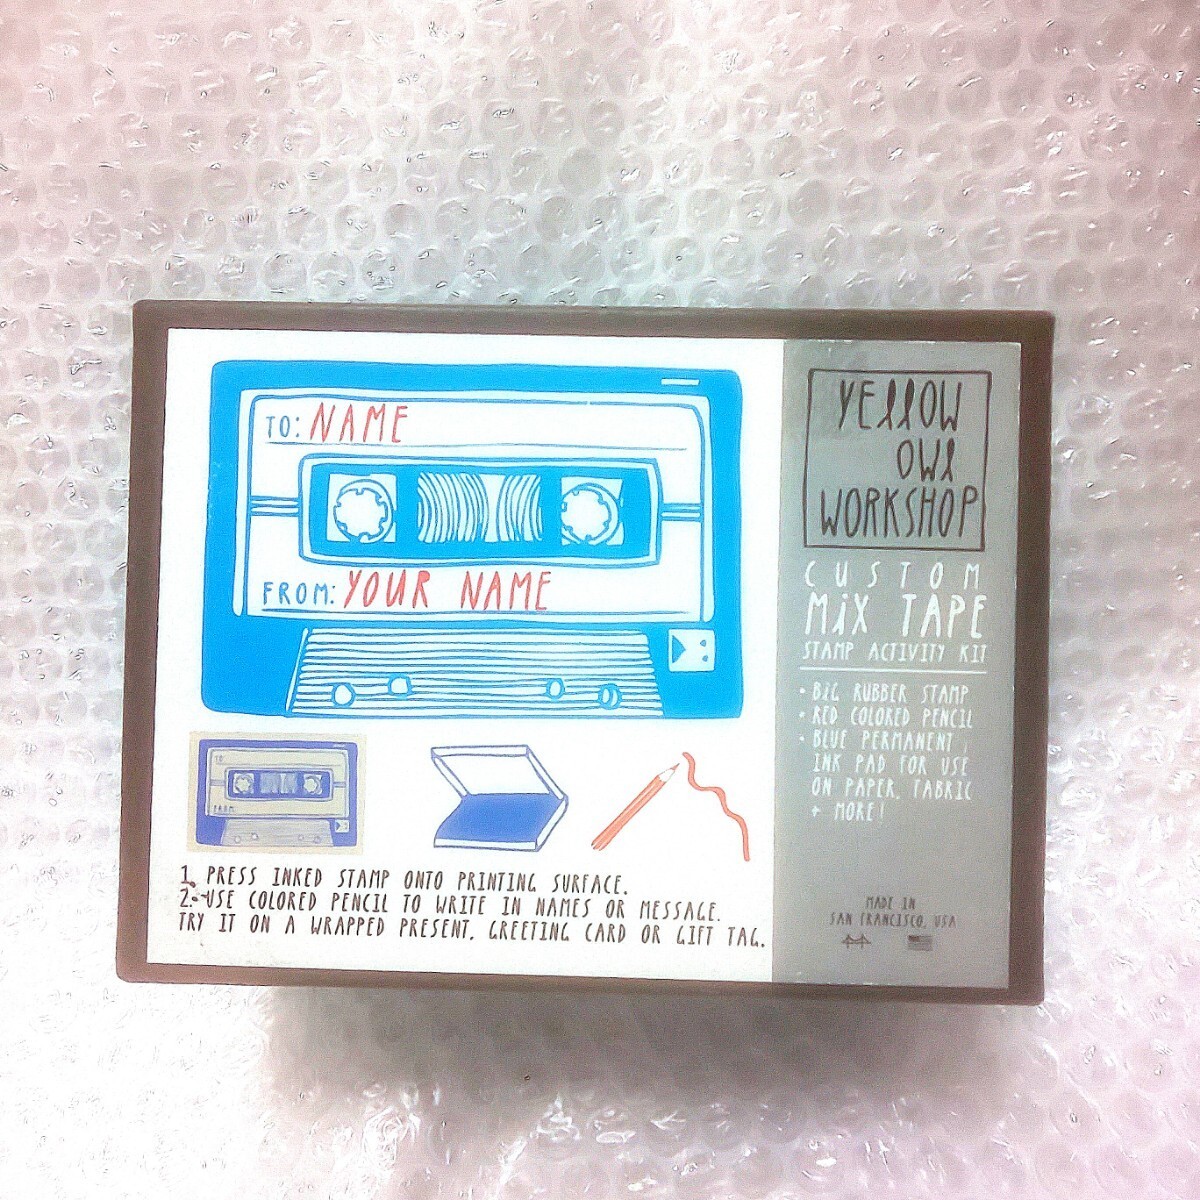 TO: NAME
FROM: YOUR NAME
TO
FROM
1. PRESS INKED STAMP ONTO PRINTING SURFACE.
2. USE COLORED PENCIL TO WRITE IN NAMES OR MESSAGE.
TRY IT ON A WRAPPED PRESENT, GREETING CARD OR GIFT TAG.
YELLOW
OWL
WORKSHOP
CUSTOM
MIX TAPE
STAMP ACTIVITY KIT
• BIG RUBBER STAMP
• RED COLORED PENCIL
• BLUE PERMANENT
INK PAD FOR USE
ON PAPER, FABRIC
+ MORE!
MADE IN
SAN FRANCISCO, USA